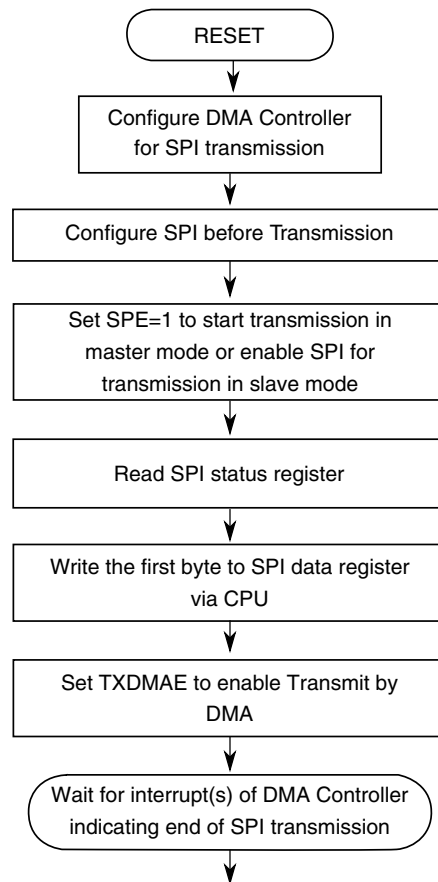 RESET
Configure DMA Controller
for SPI transmission
Configure SPI before Transmission
Set SPE=1 to start transmission in
master mode or enable SPI for
transmission in slave mode
Read SPI status register
Write the first byte to SPI data register
via CPU
Set TXDMAE to enable Transmit by
DMA
Wait for interrupt(s) of DMA Controller
indicating end of SPI transmission